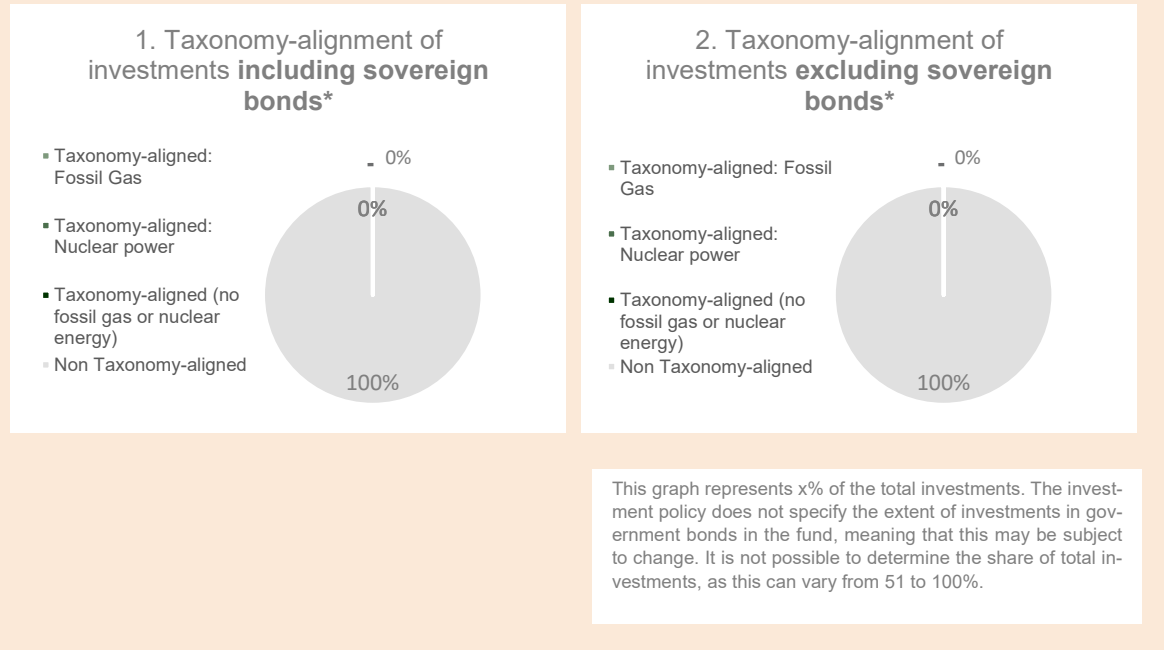 1. Taxonomy-alignment of
investments including sovereign
bonds*
Taxonomy-aligned:
Fossil Gas
Taxonomy-aligned:
Nuclear power
Taxonomy-aligned (no
fossil gas or nuclear
energy)
Non Taxonomy-aligned
- 0%
0%
100%
2. Taxonomy-alignment of
investments excluding sovereign
bonds*
Taxonomy-aligned: Fossil
Gas
Taxonomy-aligned:
Nuclear power
Taxonomy-aligned (no
fossil gas or nuclear
energy)
Non Taxonomy-aligned
- 0%
0%
100%
This graph represents x% of the total investments. The invest-
ment policy does not specify the extent of investments in gov-
ernment bonds in the fund, meaning that this may be subject
to change. It is not possible to determine the share of total in-
vestments, as this can vary from 51 to 100%.